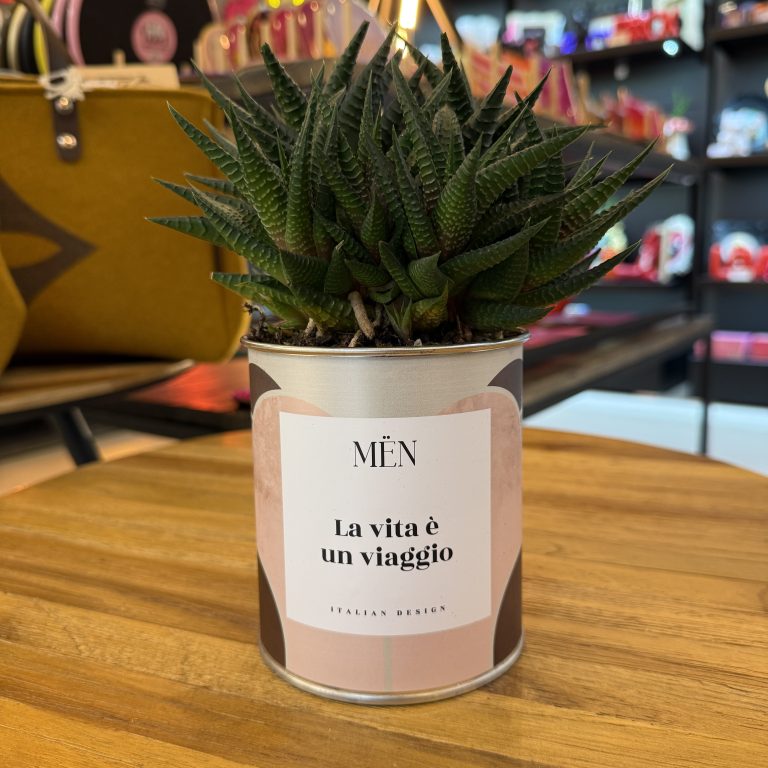 MËN
La vita è
un viaggio
ITALIAN DESIGN